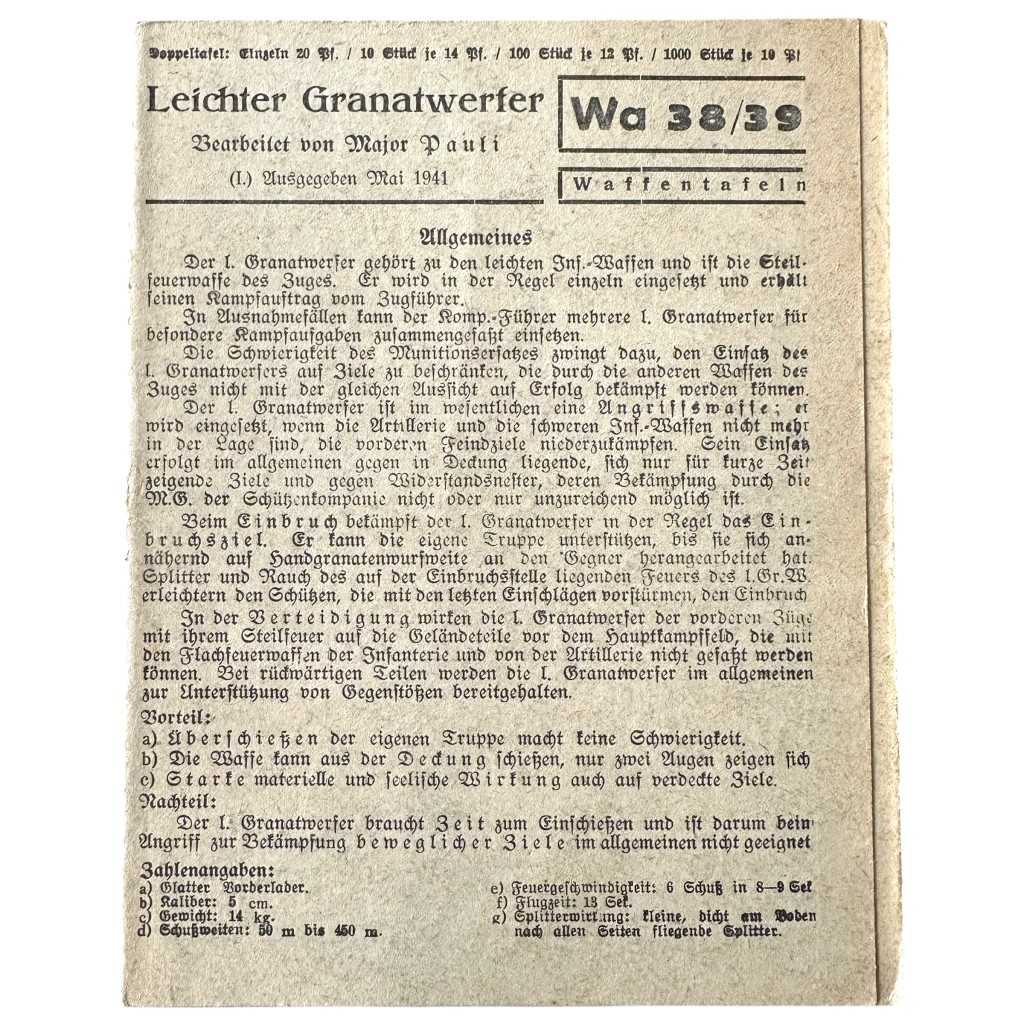 Doppeltafel: Einzeln 20 Pf. / 10 Stück je 14 Pf. / 100 Stück je 12 Pf. / 1000 Stück je 10 Pf
Leichter Granatwerfer
Bearbeitet von Major Pauli
(I.) Ausgegeben Mai 1941
Wa 38/39
Waffentafeln
Allgemeines
Der l. Granatwerfer gehört zu den leichten Inf.-Waffen und ist die Steil-
feuerwaffe des Zuges. Er wird in der Regel einzeln eingesetzt und erhält
seinen Kampfauftrag vom Zugführer.
In Ausnahmefällen kann der Komp.-Führer mehrere l. Granatwerfer für
besondere Kampfaufgaben zusammengefaßt einsetzen.
Die Schwierigkeit des Munitionsersatzes zwingt dazu, den Einsatz des
l. Granatwerfers auf Ziele zu beschränken, die durch die anderen Waffen des
Zuges nicht mit der gleichen Aussicht auf Erfolg bekämpft werden können.
Der l. Granatwerfer ist im wesentlichen eine Angriffswaffe; er
wird eingesetzt, wenn die Artillerie und die schweren Inf.-Waffen nicht mehr
in der Lage sind, die vorderen Feindziele niederzukämpfen. Sein Einsatz
erfolgt im allgemeinen gegen in Deckung liegende, sich nur für kurze Zeit
zeigende Ziele und gegen Widerstandsnester, deren Bekämpfung durch die
M.G. der Schützenkompanie nicht oder nur unzureichend möglich ist.
Beim Einbruch bekämpft der l. Granatwerfer in der Regel das Ein-
bruchsziel. Er kann die eigene Truppe unterstützen, bis sie sich an-
nähernd auf Handgranatenwurfweite an den Gegner herangearbeitet hat.
Splitter und Rauch des auf der Einbruchsstelle liegenden Feuers des l.Gr.W.
erleichtern den Schützen, die mit den letzten Einschlägen vorstürmen, den Einbruch
In der Verteidigung wirken die l. Granatwerfer der vorderen Züge
mit ihrem Steilfeuer auf die Geländeteile vor dem Hauptkampffeld, die mit
den Flachfeuerwaffen der Infanterie und von der Artillerie nicht gefaßt werden
können. Bei rückwärtigen Teilen werden die l. Granatwerfer im allgemeinen
zur Unterstützung von Gegenstößen bereitgehalten.
Vorteil:
a) Überschießen der eigenen Truppe macht keine Schwierigkeit.
b) Die Waffe kann aus der Deckung schießen, nur zwei Augen zeigen sich
c) Starke materielle und seelische Wirkung auch auf verdeckte Ziele.
Nachteil:
Der l. Granatwerfer braucht Zeit zum Einschießen und ist darum beim
Angriff zur Bekämpfung beweglicher Ziele im allgemeinen nicht geeignet
Zahlenangaben:
a) Glatter Vorderlader.
b) Kaliber: 5 cm.
c) Gewicht: 14 kg.
d) Schußweiten: 50 m bis 450 m.
e) Feuergeschwindigkeit: 6 Schuß in 8—9 Sek
f) Flugzeit: 13 Sek.
g) Splitterwirkung: kleine, dicht am Boden
nach allen Seiten fliegende Splitter.